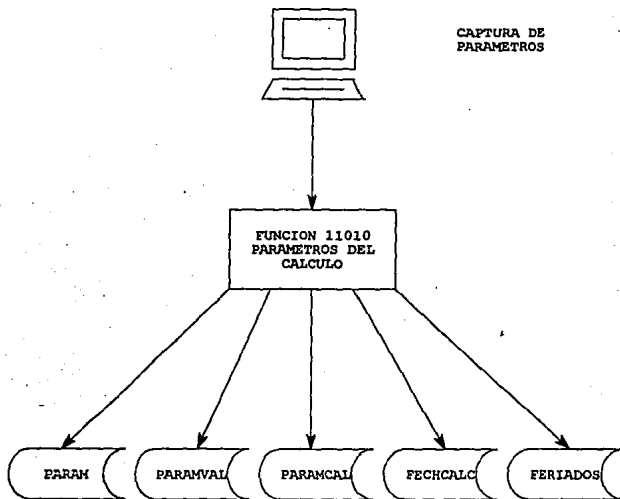 CAPTURA DE
PARAMETROS
FUNCION 11010
PARAMETROS DEL
CALCULO
PARAM
PARAMVAL
PARAMCAL
FECHCALC
FERIADOS